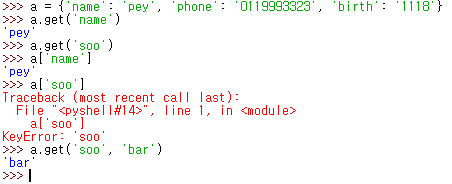 >>> a = {'name': 'pey', 'phone': '0119993323', 'birth': '1118'}
>>> a.get('name')
'pey'
>>> a.get('soo')
>>> a['name']
'pey'
>>> a['soo']
Traceback (most recent call last):
  File "<pyshell#14>", line 1, in <module>
    a['soo']
KeyError: 'soo'
>>> a.get('soo', 'bar')
'bar'
>>>